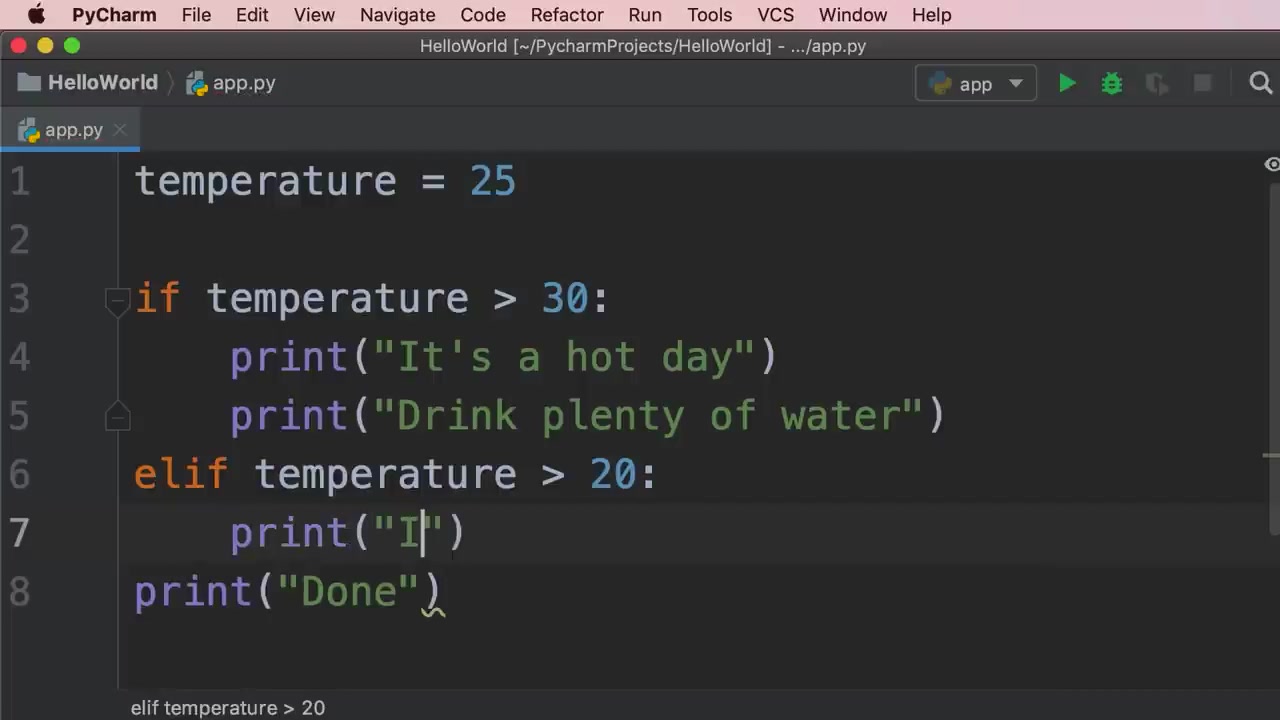 PyCharm File Edit View Navigate Code Refactor Run Tools VCS Window Help
HelloWorld [~/PycharmProjects/HelloWorld] - .../app.py
HelloWorld app.py app
app.py
1 temperature = 25
2
3 if temperature > 30:
4     print("It's a hot day")
5     print("Drink plenty of water")
6 elif temperature > 20:
7     print("I")
8 print("Done")
elif temperature > 20